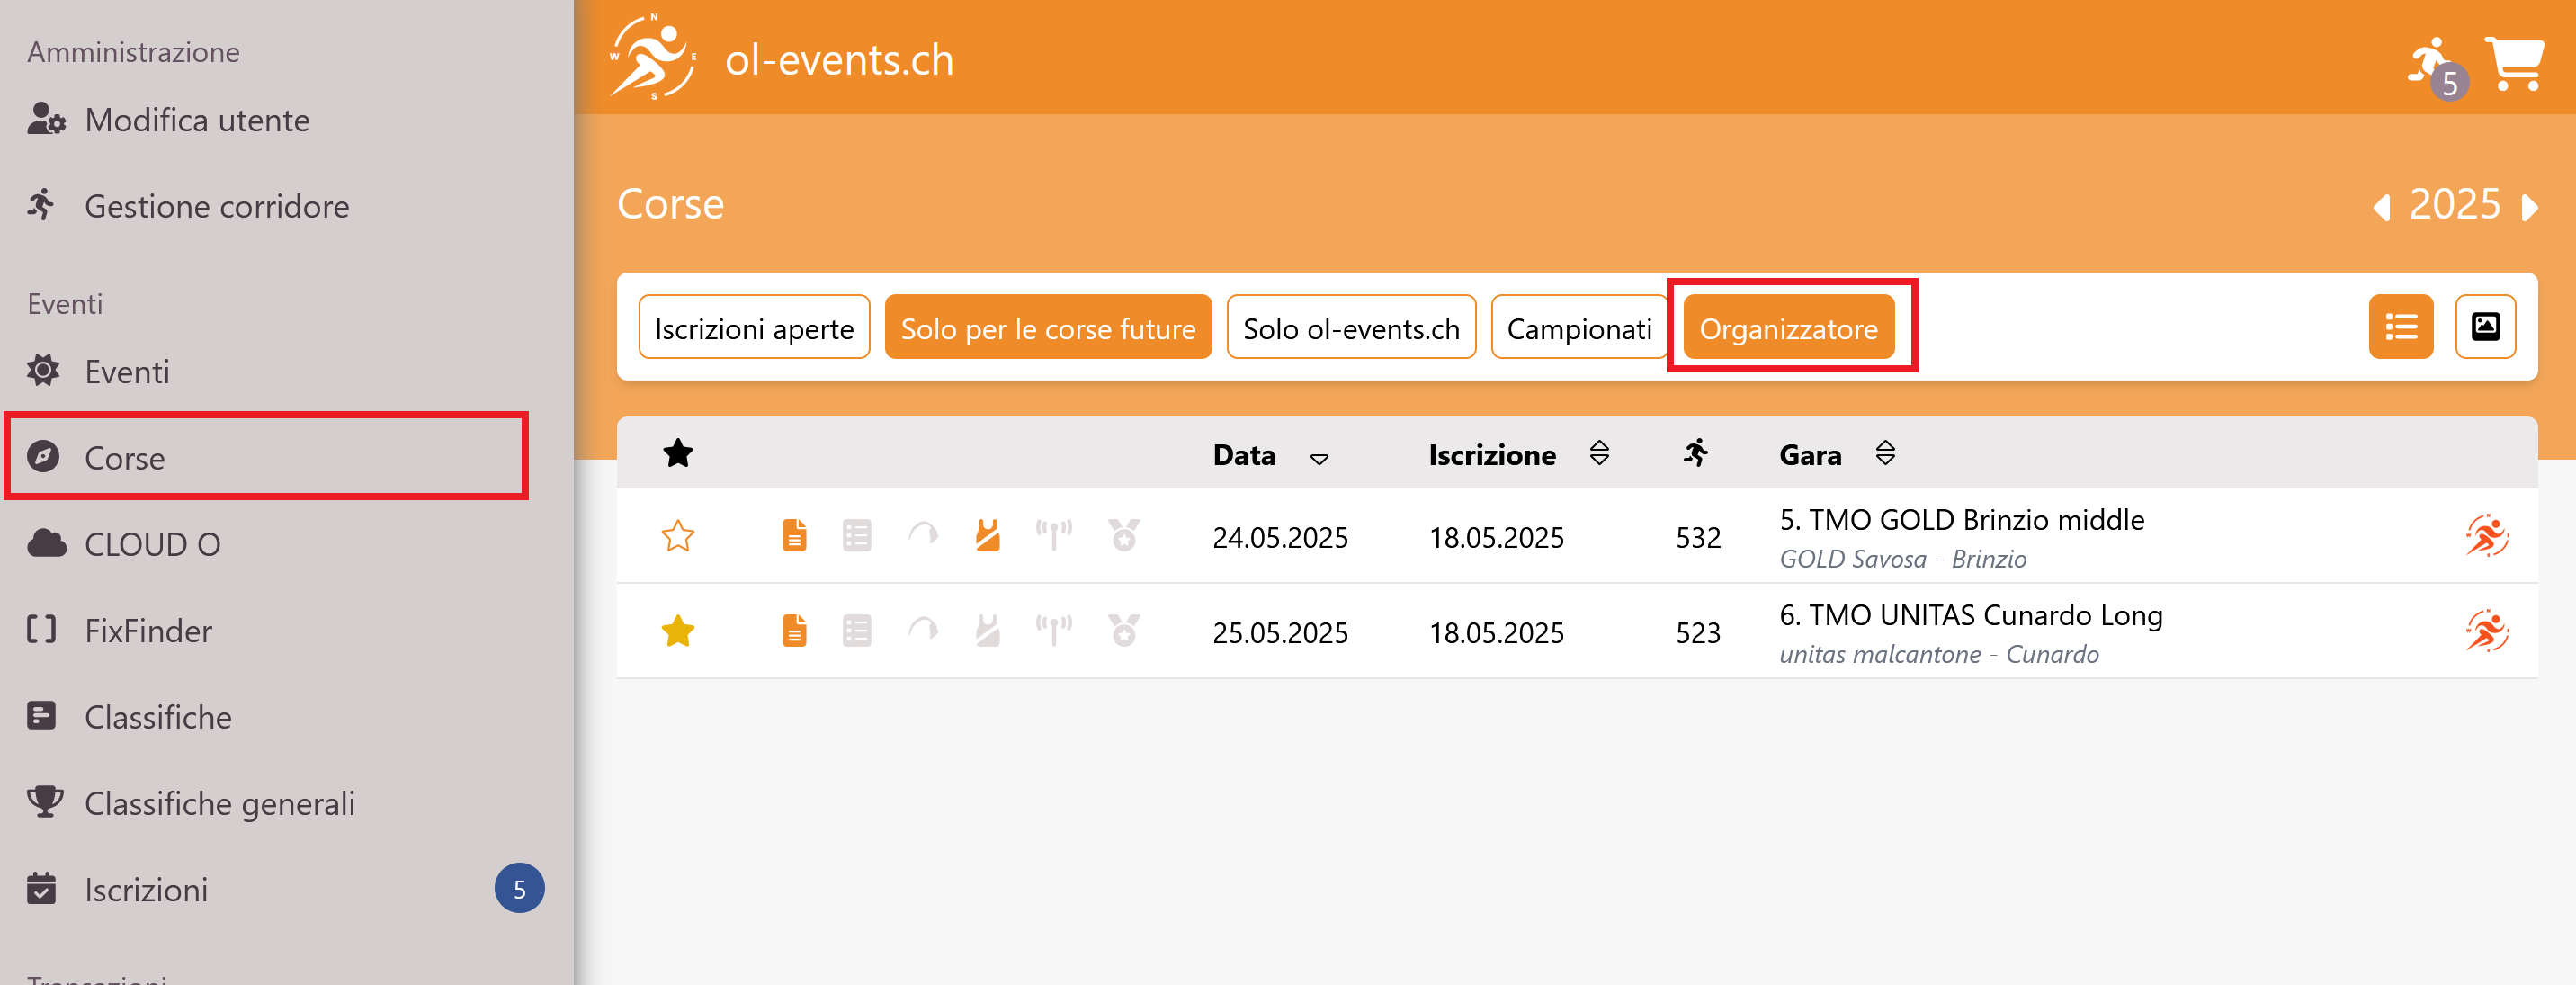 Amministrazione
Modifica utente
Gestione corridore
Eventi
Eventi
Corse
CLOUD O
FixFinder
Classifiche
Classifiche generali
Iscrizioni 5
Transazioni
N
W E
S
ol-events.ch
5
Corse
2025
Iscrizioni aperte Solo per le corse future Solo ol-events.ch Campionati Organizzatore
Data Iscrizione Gara
24.05.2025 18.05.2025 532 5. TMO GOLD Brinzio middle
GOLD Savosa - Brinzio
25.05.2025 18.05.2025 523 6. TMO UNITAS Cunardo Long
unitas malcantone - Cunardo